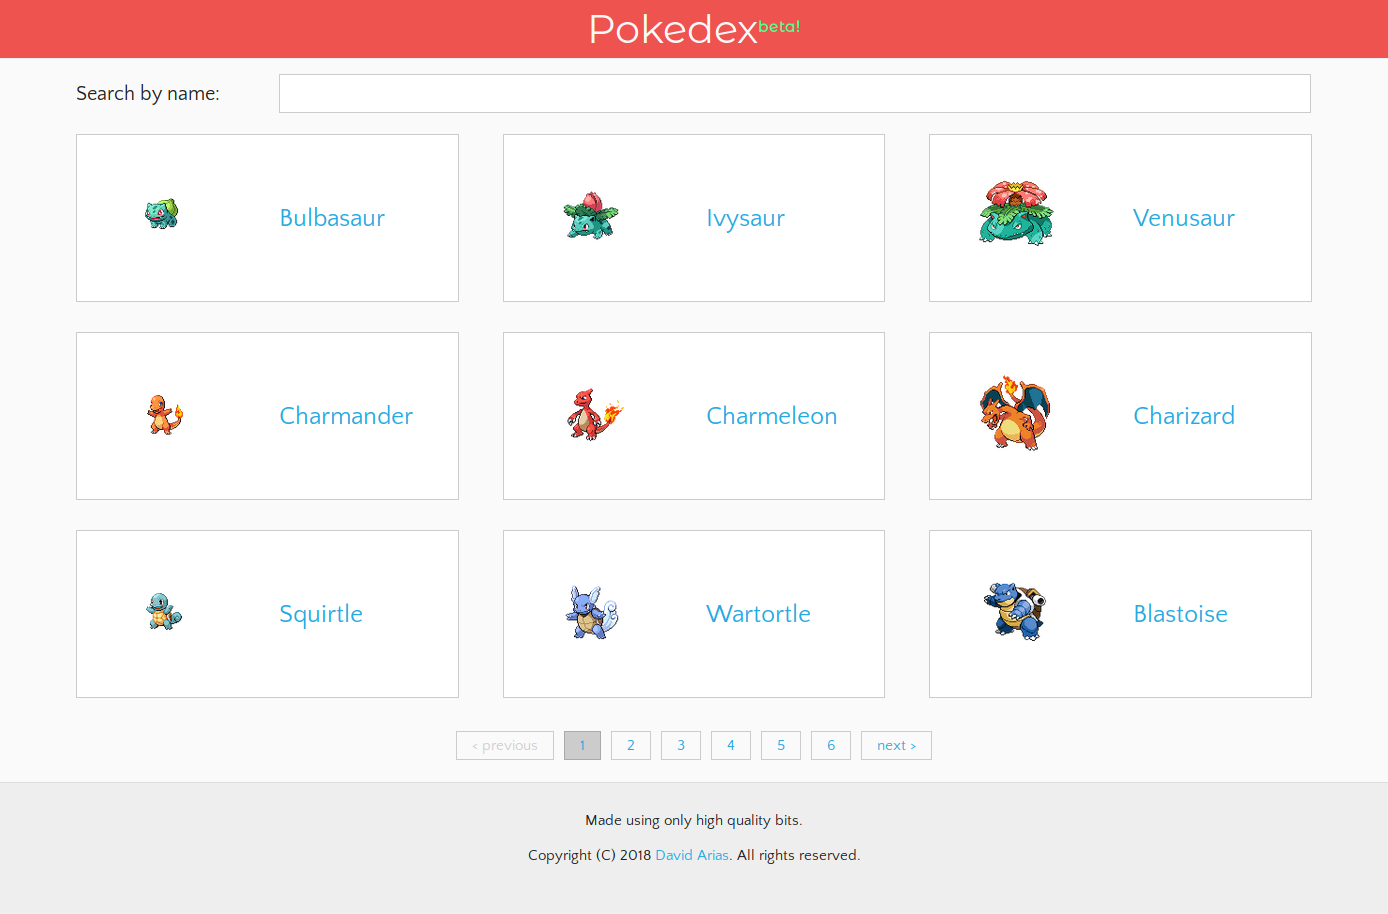 Pokedex beta!
Search by name:
Bulbasaur
Ivysaur
Venusaur
Charmander
Charmeleon
Charizard
Squirtle
Wartortle
Blastoise
< previous 1 2 3 4 5 6 next >
Made using only high quality bits.
Copyright (C) 2018 David Arias. All rights reserved.